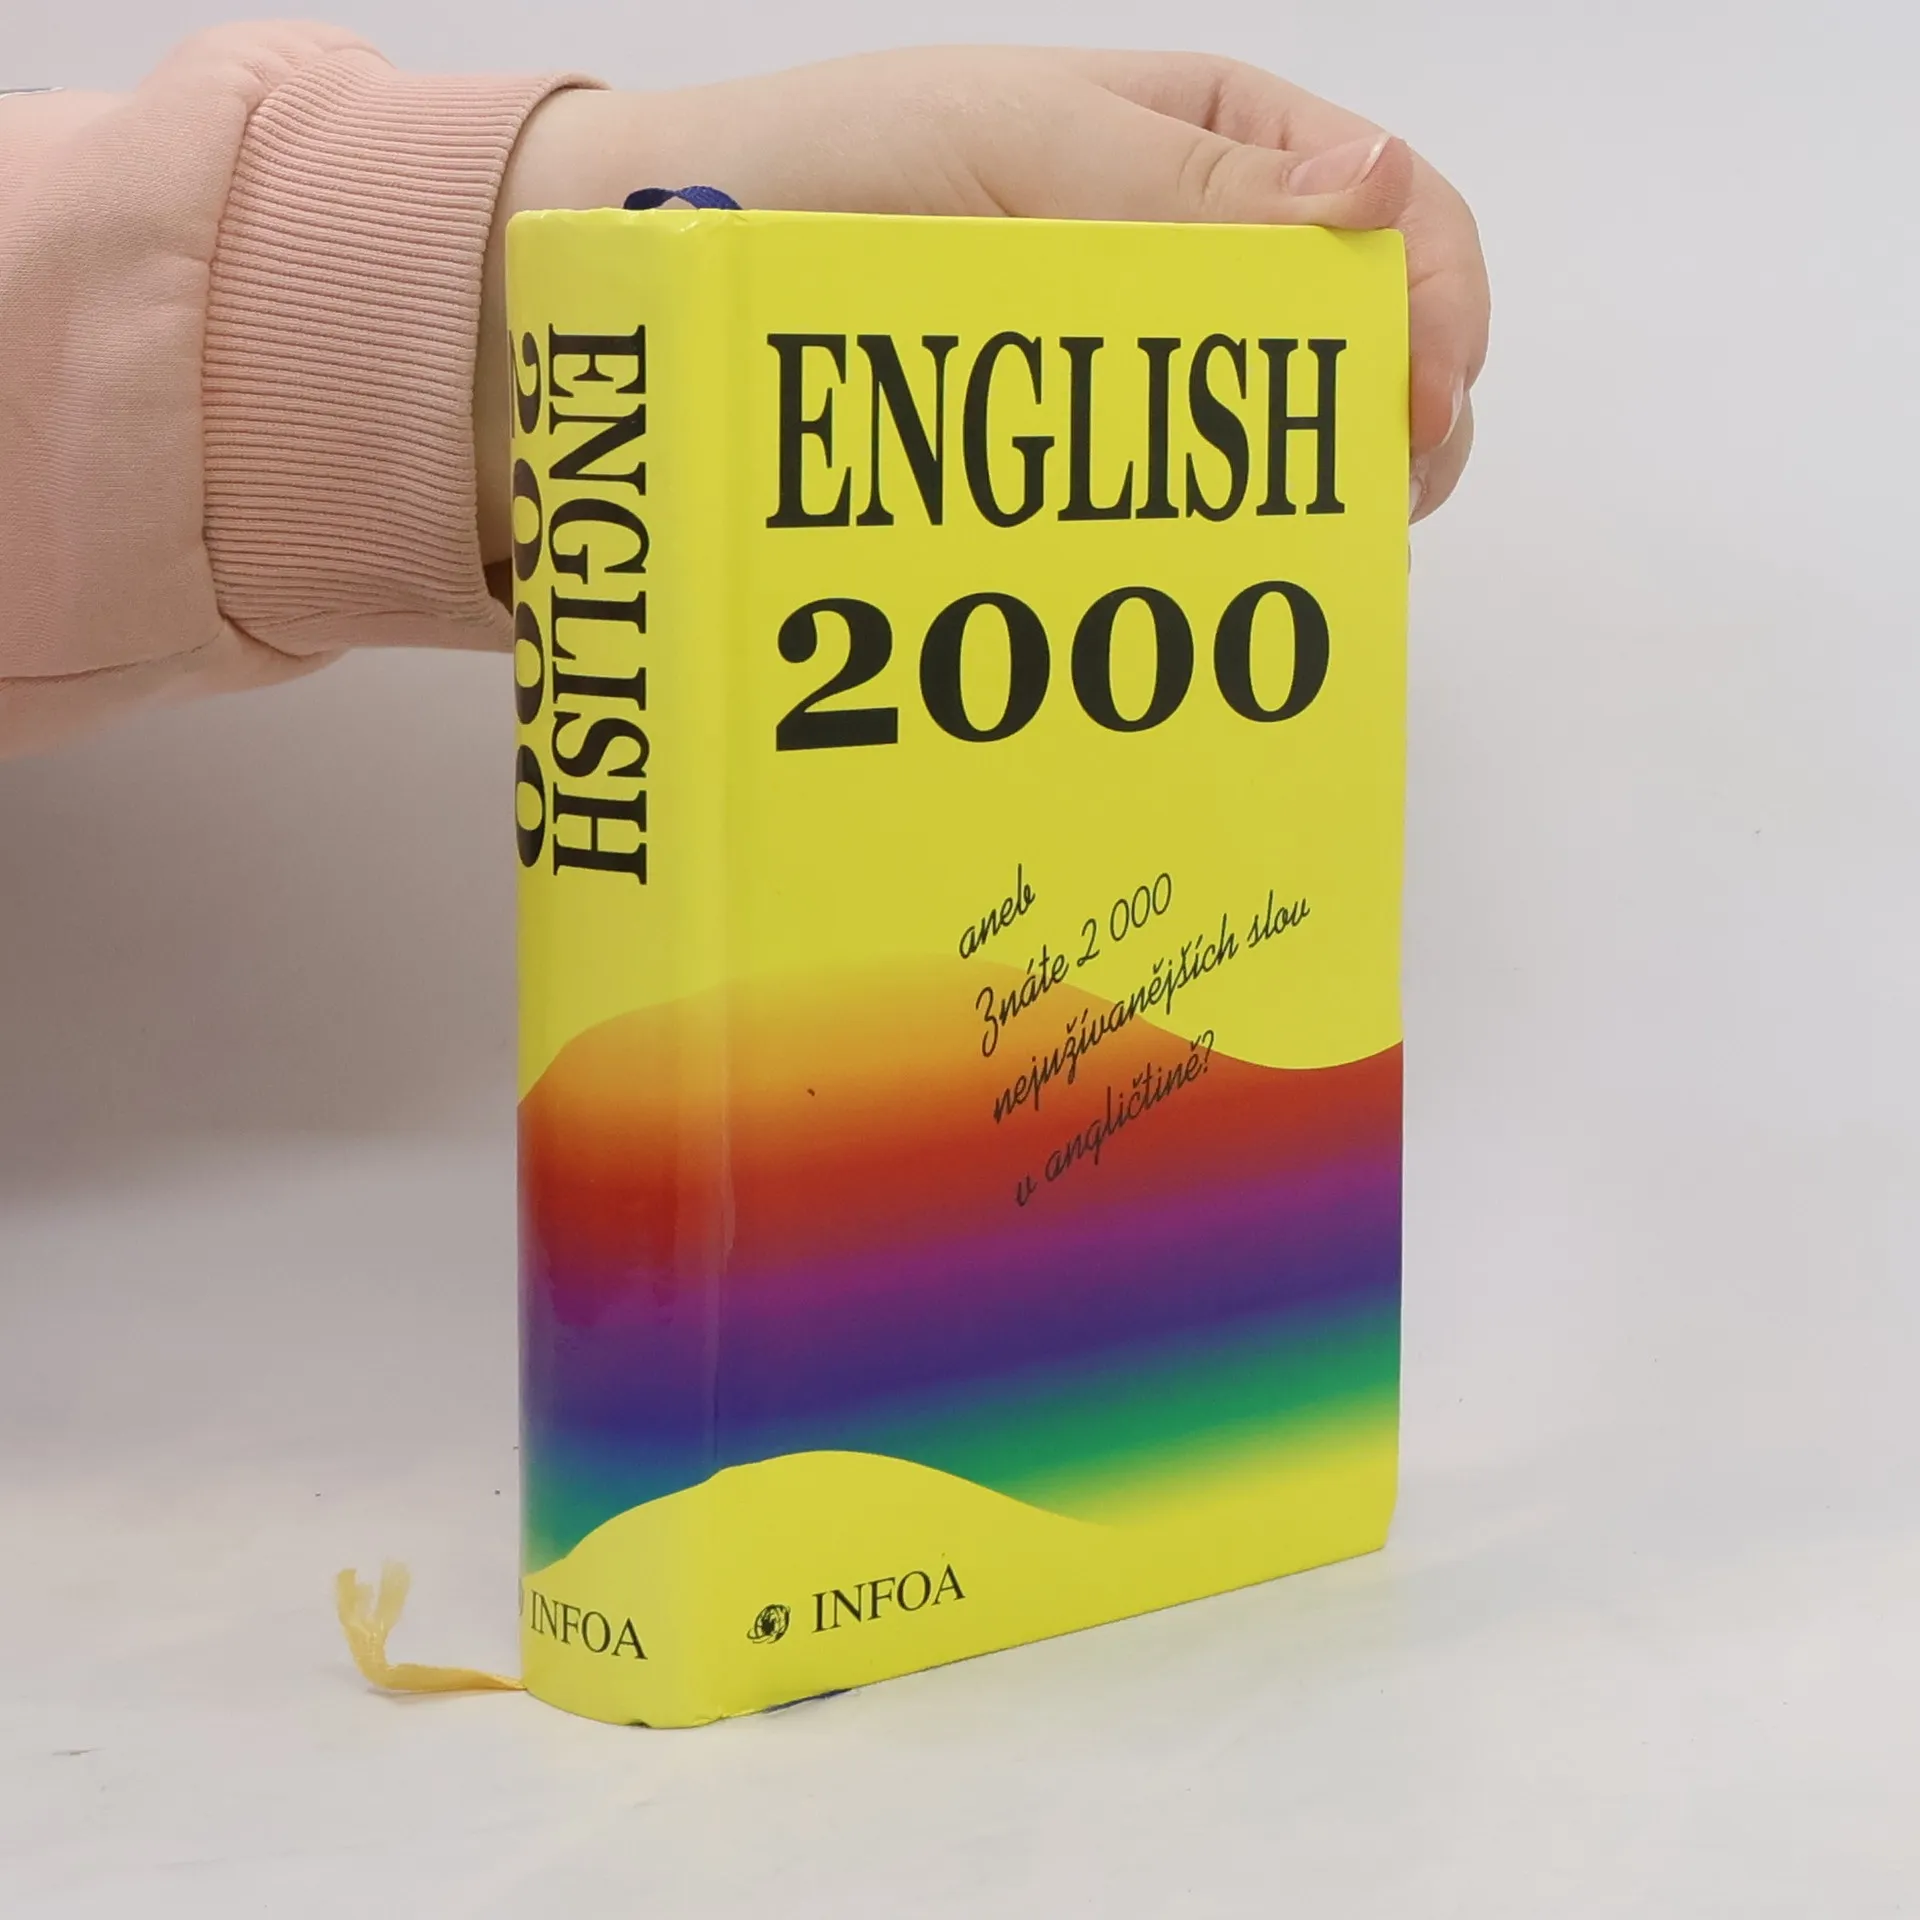 ENGLISH
2000
INFOA
ENGLISH
2000
aneb
Znáte 2 000
nejužívanějších slov
v angličtině?
INFOA